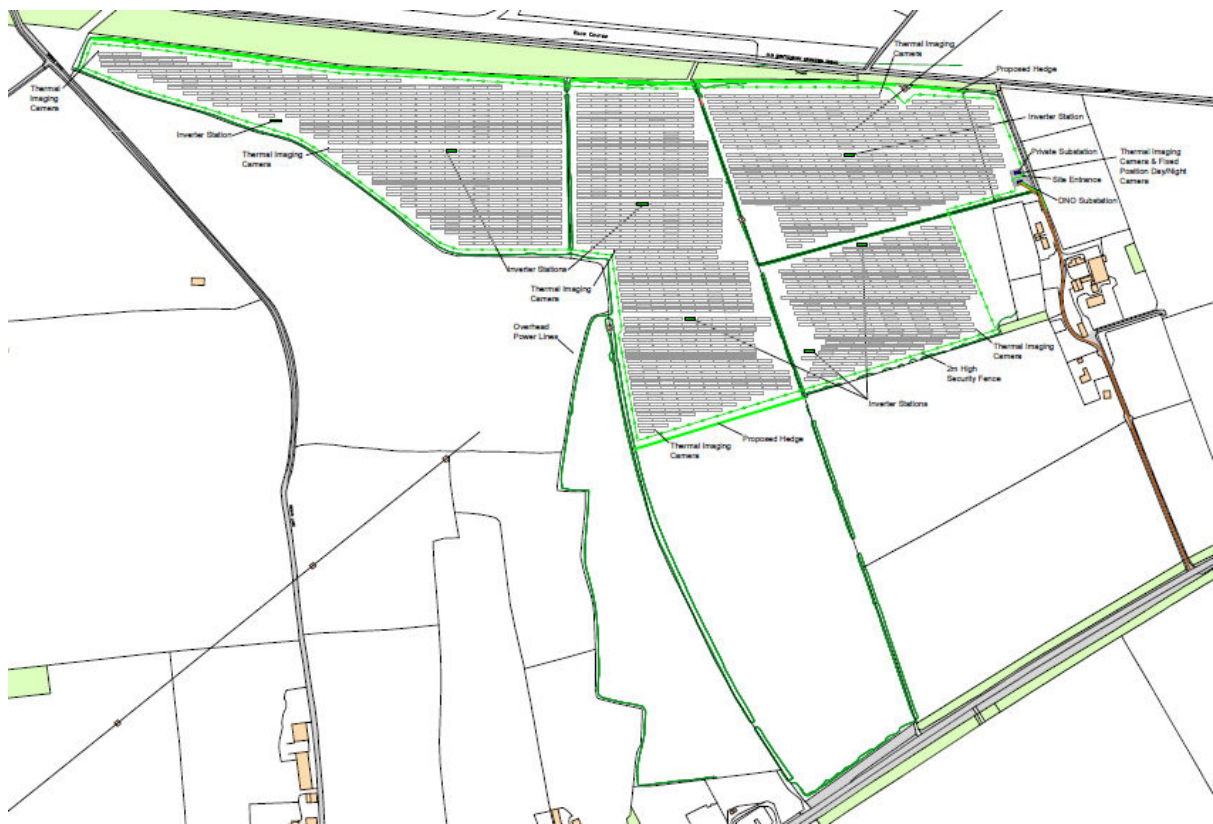 Race Course
Thermal Imaging
Camera
Proposed Hedge
Thermal
Imaging
Camera
Inverter Station
Inverter Station
Thermal Imaging
Camera
Private Substation
Thermal Imaging
Camera & Fixed
Position Day/Night
Camera
Site Entrance
DNO Substation
Inverter Stations
Thermal Imaging
Camera
Overhead
Power Lines
Thermal Imaging
Camera
2m High
Security Fence
Inverter Stations
Proposed Hedge
Thermal Imaging
Camera